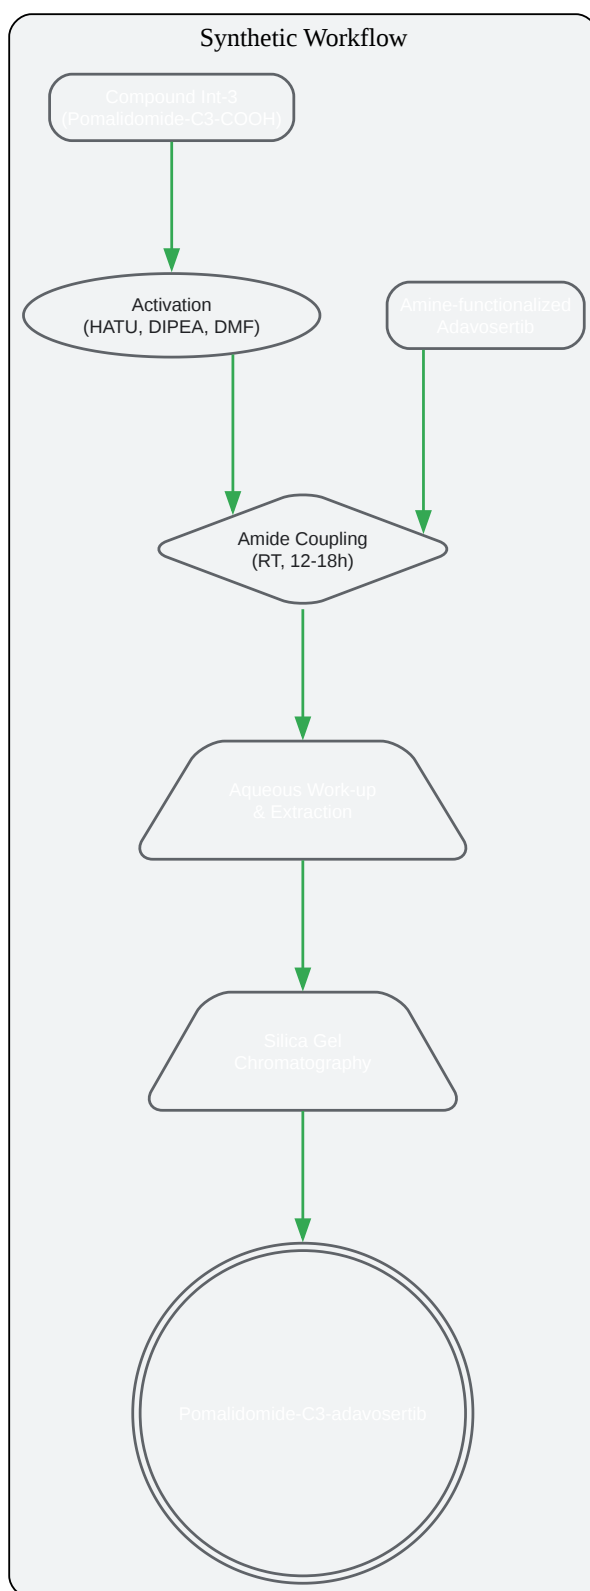 Synthetic Workflow
Compound Int-3
(Pomalidomide-C3-COOH)
Activation
(HATU, DIPEA, DMF)
Amine-functionalized
Adavosertib
Amide Coupling
(RT, 12-18h)
Aqueous Work-up
& Extraction
Silica Gel
Chromatography
Pomalidomide-C3-adavosertib